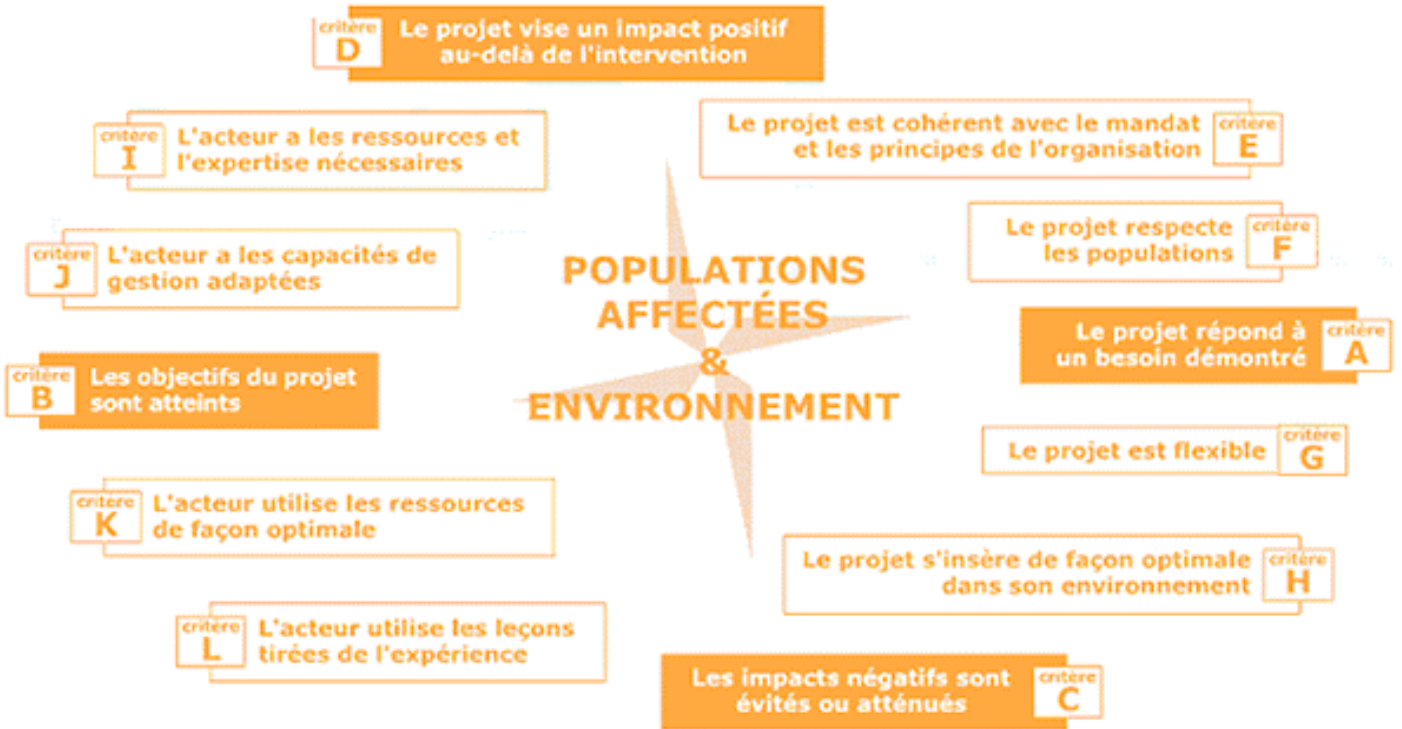 critère
D
Le projet vise un impact positif
au-delà de l'intervention
critère
I
L'acteur a les ressources et
l'expertise nécessaires
Le projet est cohérent avec le mandat
et les principes de l'organisation
critère
E
critère
J
L'acteur a les capacités de
gestion adaptées
Le projet respecte
les populations
critère
F
POPULATIONS
AFFECTÉES
&
ENVIRONNEMENT
Le projet répond à
un besoin démontré
critère
A
critère
B
Les objectifs du projet
sont atteints
Le projet est flexible
critère
G
critère
K
L'acteur utilise les ressources
de façon optimale
Le projet s'insère de façon optimale
dans son environnement
critère
H
critère
L
L'acteur utilise les leçons
tirées de l'expérience
Les impacts négatifs sont
évités ou atténués
critère
C